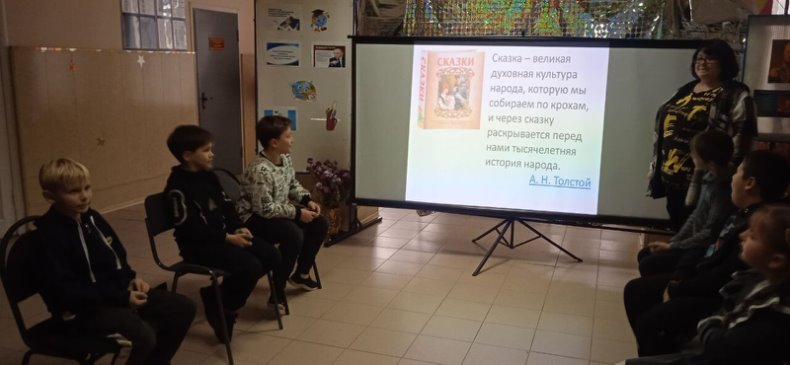 СКАЗКИ
СКАЗКИ
Сказка – великая
духовная культура
народа, которую мы
собираем по крохам,
и через сказку
раскрывается перед
нами тысячелетняя
история народа.
А. Н. Толстой